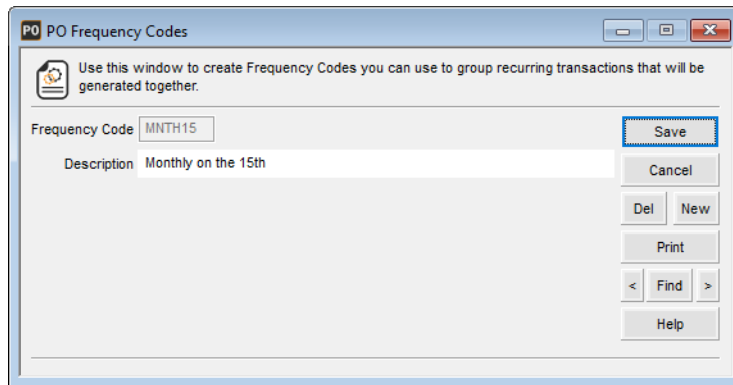 PO PO Frequency Codes
Use this window to create Frequency Codes you can use to group recurring transactions that will be
generated together.
Frequency Code MNTH15
Save
Description Monthly on the 15th
Cancel
Del New
Print
< Find >
Help